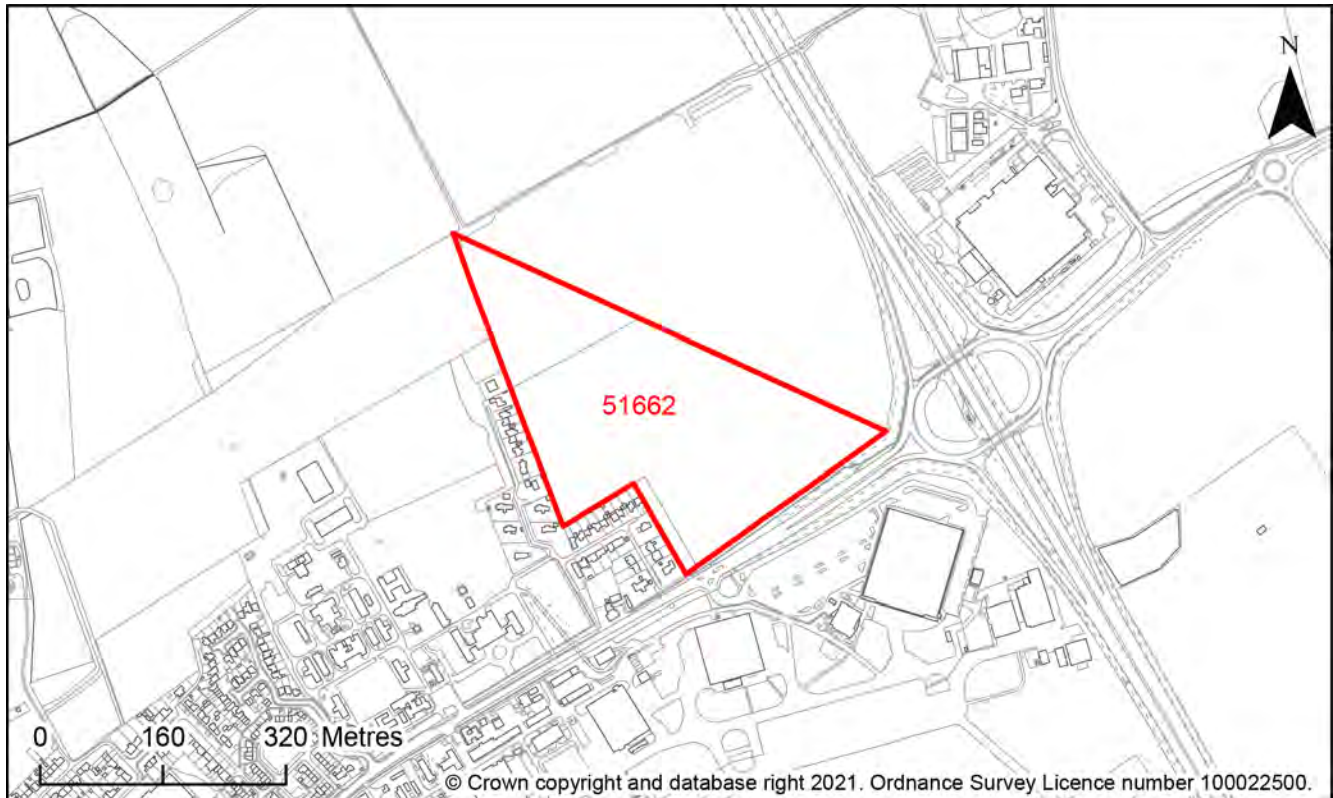 N
51662
0 160 320 Metres
© Crown copyright and database right 2021. Ordnance Survey Licence number 100022500.